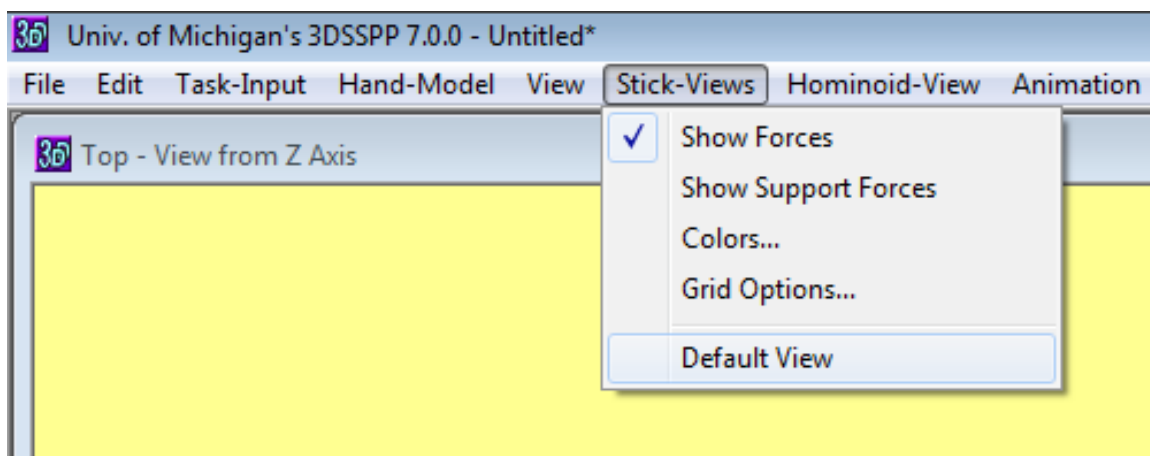 3D Univ. of Michigan's 3DSSPP 7.0.0 - Untitled*
File Edit Task-Input Hand-Model View Stick-Views Hominoid-View Animation
3D Top - View from Z Axis
Show Forces
Show Support Forces
Colors...
Grid Options...
Default View